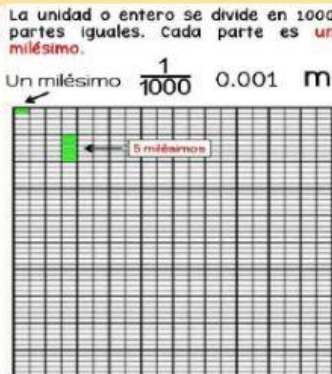 La unidad o entero se divide en 1000
partes iguales. Cada parte es un
milésimo.
Un milésimo 1/1000 0.001 m
5 milésimos